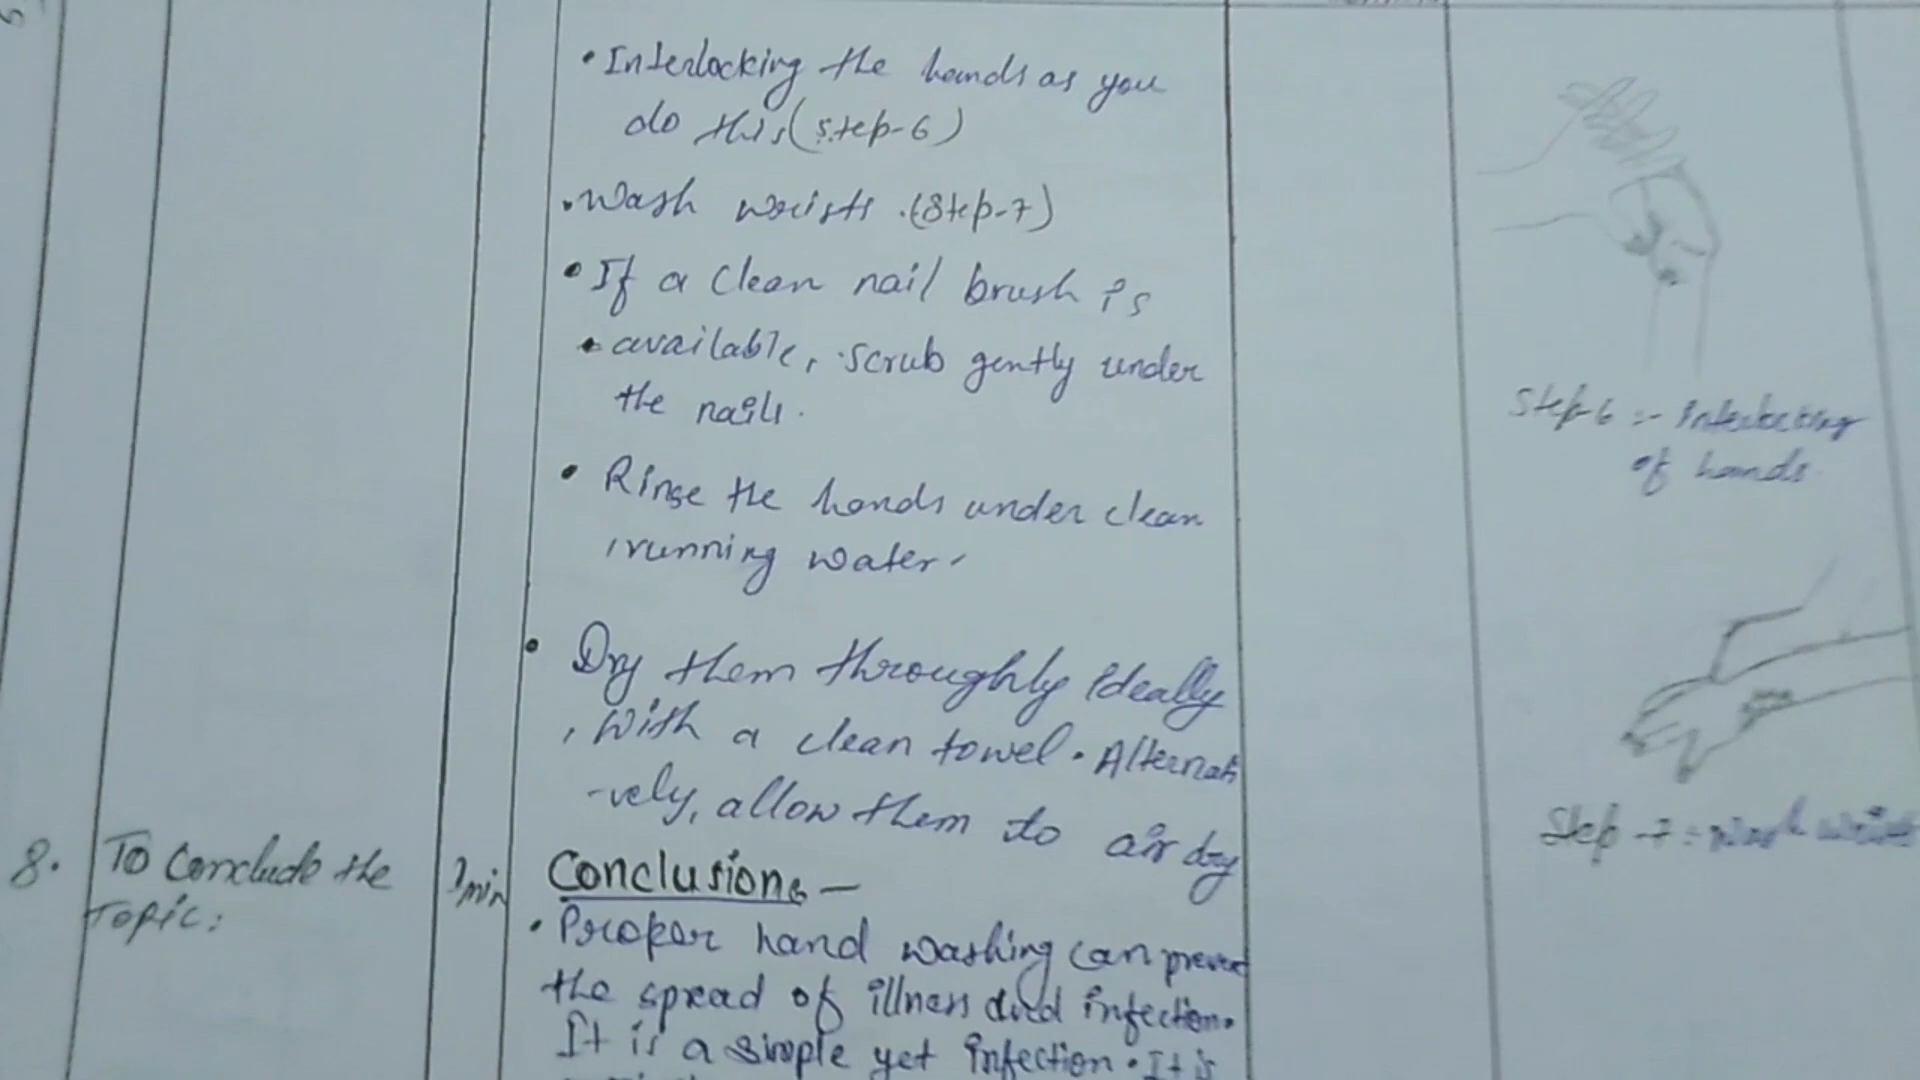 • Interlocking the hands as you
do this (step-6)
• Wash wrists. (Step-7)
• If a clean nail brush is
• available, scrub gently under
the nails.
• Rinse the hands under clean
running water.
• Dry them throughly Ideally
, With a clean towel. Alternati
-vely, allow them to air dry
8. To Conclude the
Topic:
min
Conclusion:-
• Proper hand washing can prevent
the spread of illness infection.
It is a simple yet infection. It is
Step-6 :- Interlocking
of hands.
Step-7 :- Wash wrists